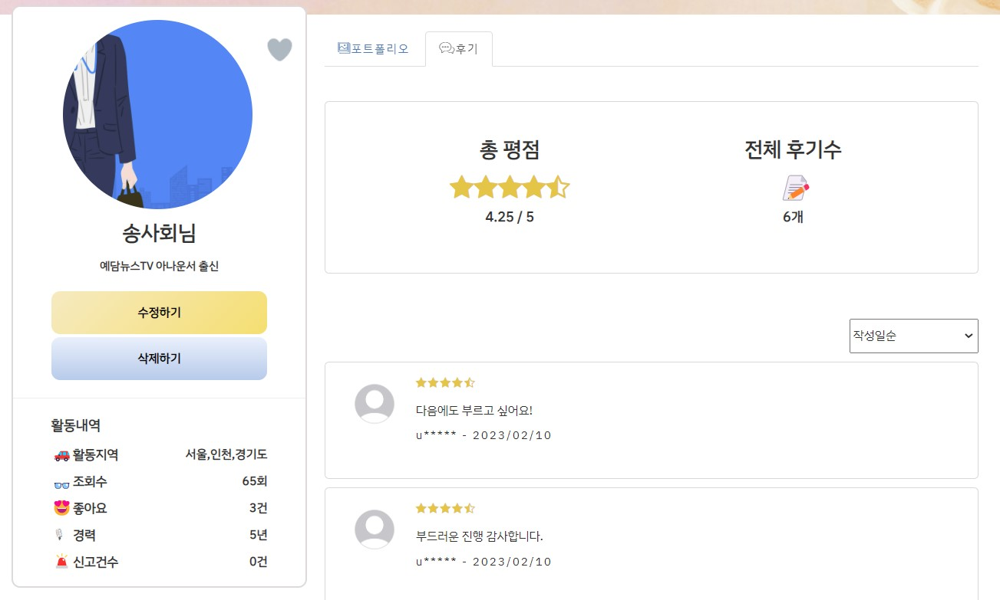 송사회님
예담뉴스TV 아나운서 출신
수정하기
삭제하기
활동내역
활동지역 서울,인천,경기도
조회수 65회
좋아요 3건
경력 5년
신고건수 0건
포트폴리오 후기
총 평점
4.25 / 5
전체 후기수
6개
작성일순
다음에도 부르고 싶어요!
u***** - 2023/02/10
부드러운 진행 감사합니다.
u***** - 2023/02/10